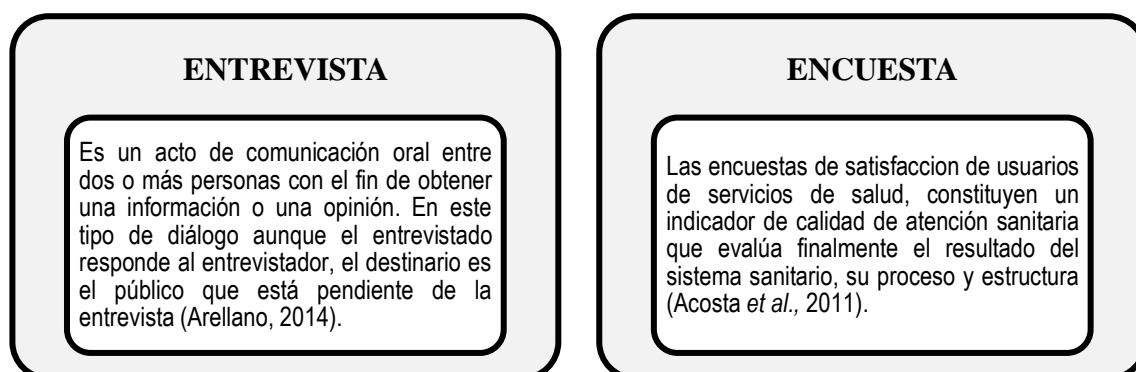 ENTREVISTA
Es un acto de comunicación oral entre
dos o más personas con el fin de obtener
una información o una opinión. En este
tipo de diálogo aunque el entrevistado
responde al entrevistador, el destinario es
el público que está pendiente de la
entrevista (Arellano, 2014).
ENCUESTA
Las encuestas de satisfaccion de usuarios
de servicios de salud, constituyen un
indicador de calidad de atención sanitaria
que evalúa finalmente el resultado del
sistema sanitario, su proceso y estructura
(Acosta et al., 2011).